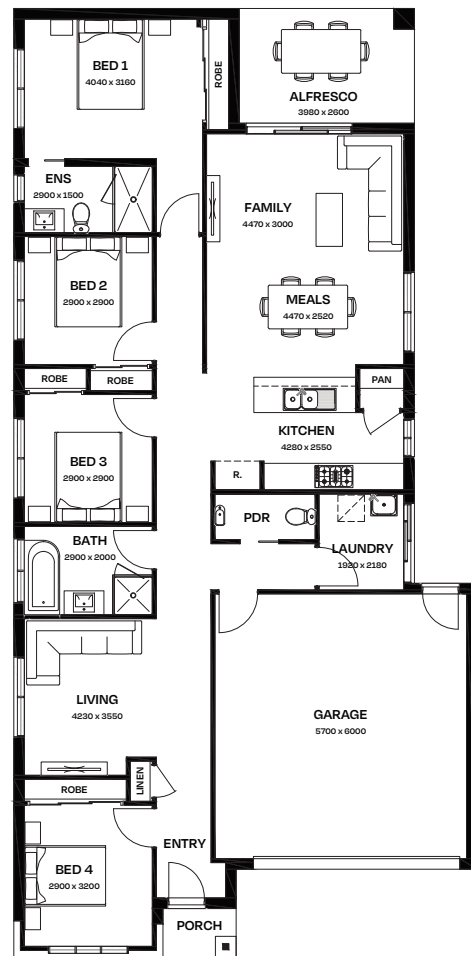 BED 1
4040 x 3160
ROBE
ALFRESCO
3980 x 2600
ENS
2900 x 1500
FAMILY
4470 x 3000
BED 2
2900 x 2900
MEALS
4470 x 2520
ROBE
ROBE
PAN
KITCHEN
4280 x 2550
BED 3
2900 x 2900
R.
PDR
BATH
2900 x 2000
LAUNDRY
1920 x 2180
LIVING
4230 x 3550
GARAGE
5700 x 6000
ROBE
LINEN
ENTRY
BED 4
2900 x 3200
PORCH